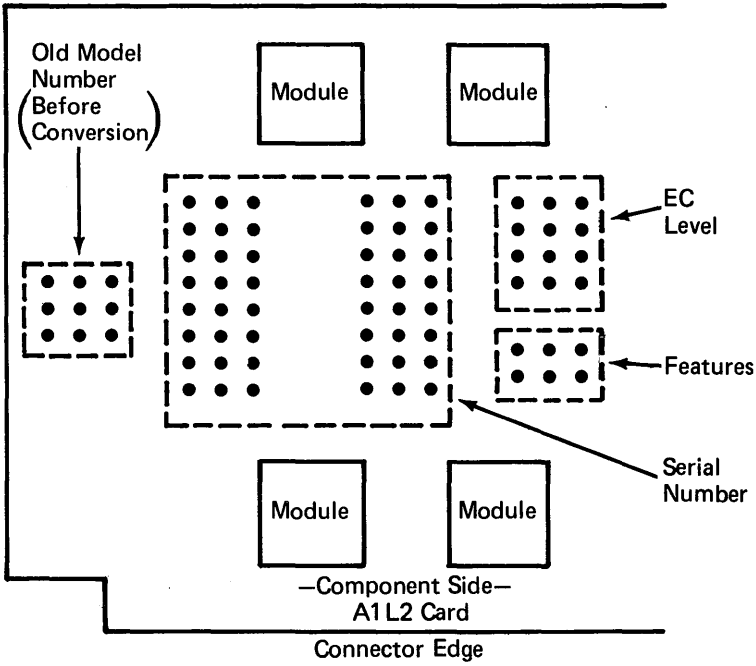 Old Model
Number
(Before
Conversion)
Module
Module
EC
Level
Features
Serial
Number
Module
Module
—Component Side—
A1L2 Card
Connector Edge